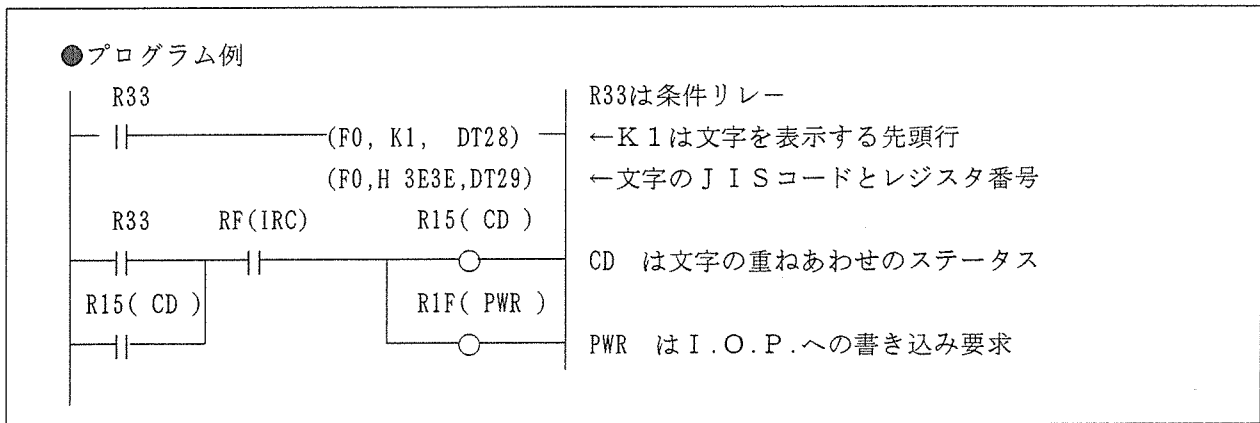 ●プログラム例
R33 R33は条件リレー
(F0, K1, DT28) ←K1は文字を表示する先頭行
(F0,H 3E3E,DT29) ←文字のJISコードとレジスタ番号
R33 RF(IRC) R15( CD )
CD は文字の重ねあわせのステータス
R15( CD ) R1F( PWR )
PWR はI.O.P.への書き込み要求